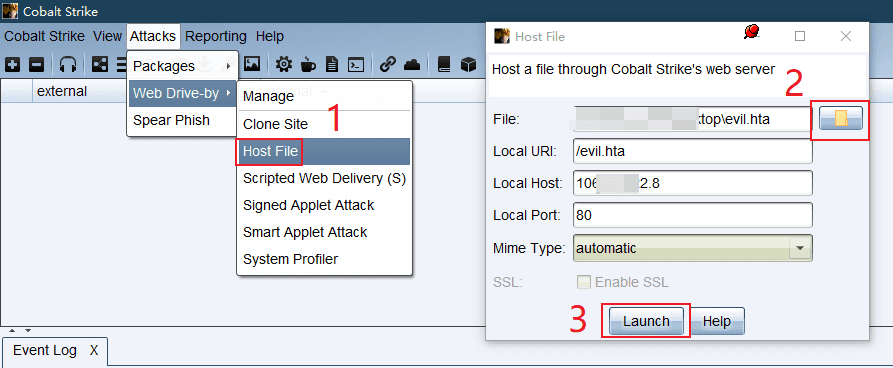 Cobalt Strike
Cobalt Strike View Attacks Reporting Help
Packages
Web Drive-by
Spear Phish
external
Manage
Clone Site
Host File
Scripted Web Delivery (S)
Signed Applet Attack
Smart Applet Attack
System Profiler
1
Event Log X
Host File
Host a file through Cobalt Strike's web server
2
File: top\evil.hta
Local URI: /evil.hta
Local Host: 106 2.8
Local Port: 80
Mime Type: automatic
SSL: Enable SSL
3
Launch Help